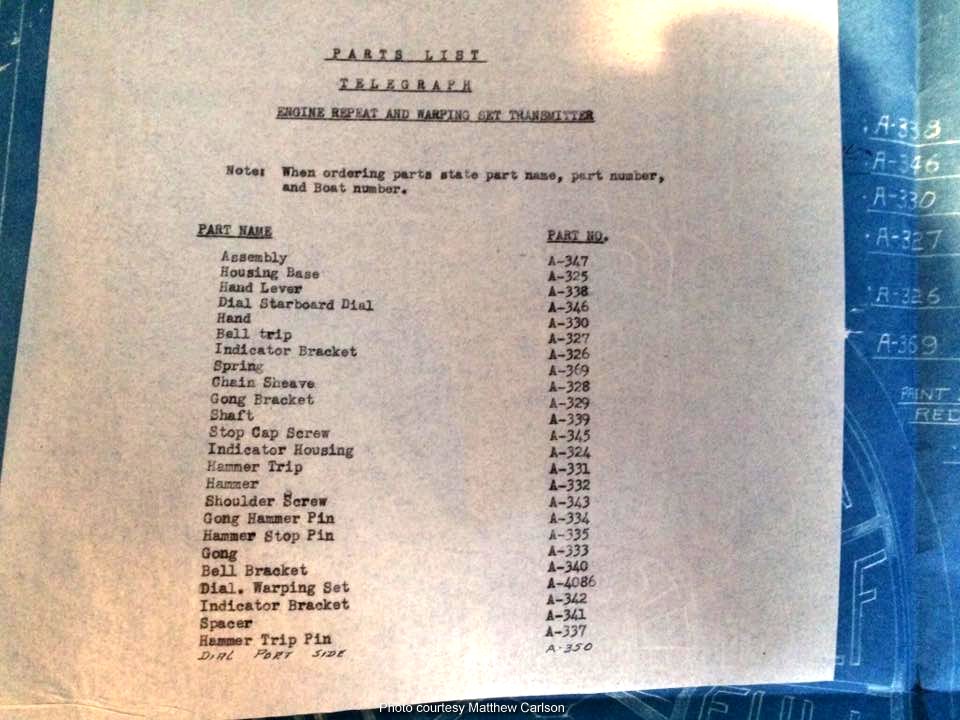 PARTS LIST
TELEGRAPH
ENGINE REPEAT AND WARPING SET TRANSMITTER
Note: When ordering parts state part name, part number,
and Boat number.
PART NAME PART NO.
Assembly A-347
Housing Base A-325
Hand Lever A-338
Dial Starboard Dial A-346
Hand A-330
Bell trip A-327
Indicator Bracket A-326
Spring A-369
Chain Sheave A-328
Gong Bracket A-329
Shaft A-339
Stop Cap Screw A-345
Indicator Housing A-324
Hammer Trip A-331
Hammer A-332
Shoulder Screw A-343
Gong Hammer Pin A-334
Hammer Stop Pin A-335
Gong A-333
Bell Bracket A-340
Dial. Warping Set A-4086
Indicator Bracket A-342
Spacer A-341
Hammer Trip Pin A-337
DIAL PORT SIDE A-350
A-338
A-346
A-330
A-327
A-326
A-369
PAINT
RED
FULL
Photo courtesy Matthew Carlson